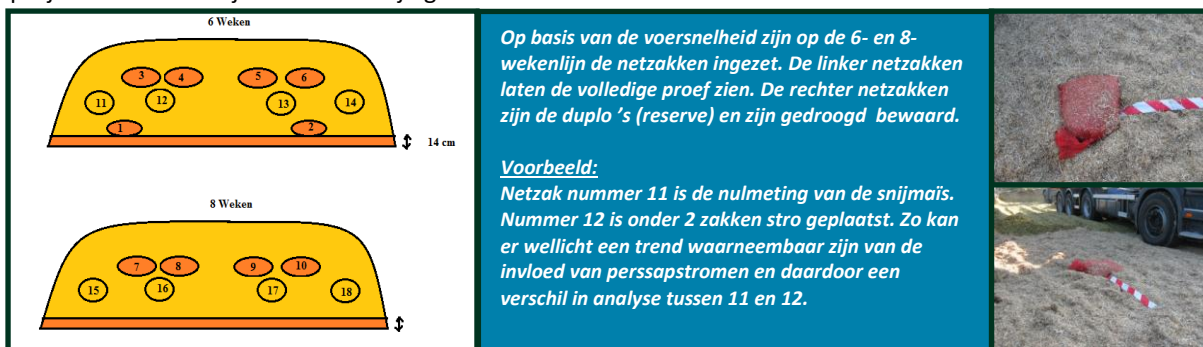 6 Weken
3 4 5 6
11 12 13 14
1 2
14 cm
8 Weken
7 8 9 10
15 16 17 18
Op basis van de voersnelheid zijn op de 6- en 8-
wekenlijn de netzakken ingezet. De linker netzakken
laten de volledige proef zien. De rechter netzakken
zijn de duplo 's (reserve) en zijn gedroogd bewaard.
Voorbeeld:
Netzak nummer 11 is de nulmeting van de snijmaïs.
Nummer 12 is onder 2 zakken stro geplaatst. Zo kan
er wellicht een trend waarneembaar zijn van de
invloed van perssapstromen en daardoor een
verschil in analyse tussen 11 en 12.